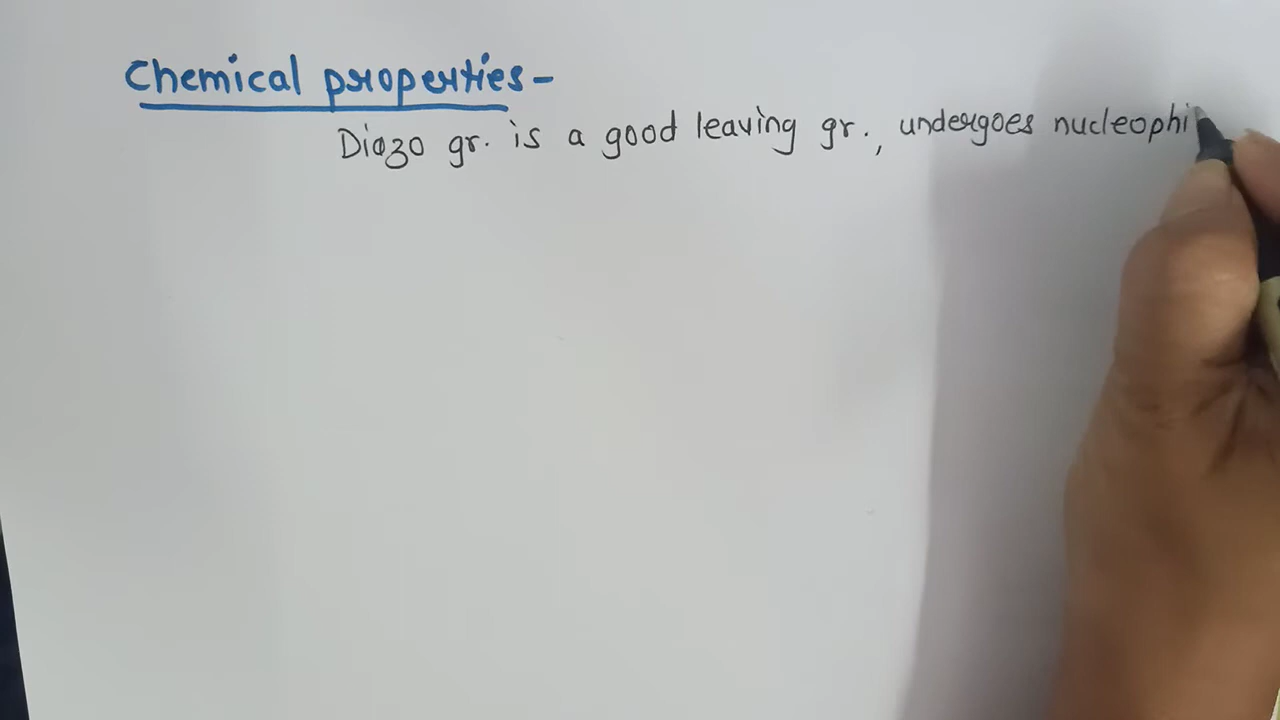 Chemical properties-
Diazo gr. is a good leaving gr., undergoes nucleophi